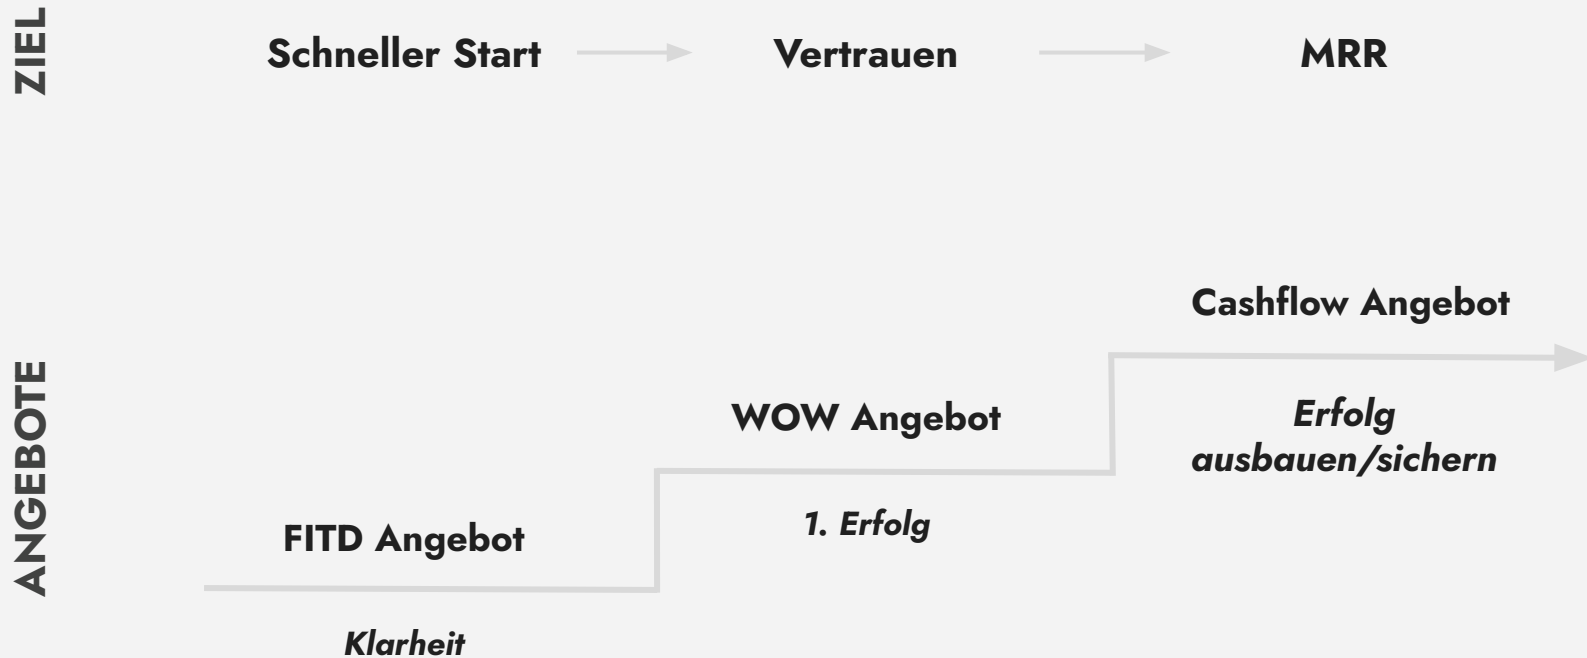 ZIEL
Schneller Start
Vertrauen
MRR
ANGEBOTE
Cashflow Angebot
Erfolg
ausbauen/sichern
WOW Angebot
1. Erfolg
FITD Angebot
Klarheit